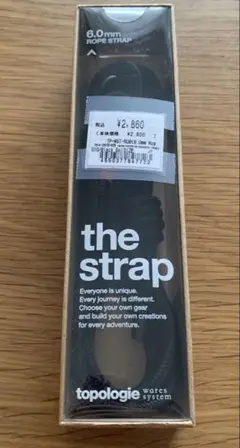 6.0mm
ROPE STRAP
税込 ¥2,860
the
strap
Everyone is unique.
Every journey is different.
Choose your own gear
and build your own creations
for every adventure.
topologie wares
system